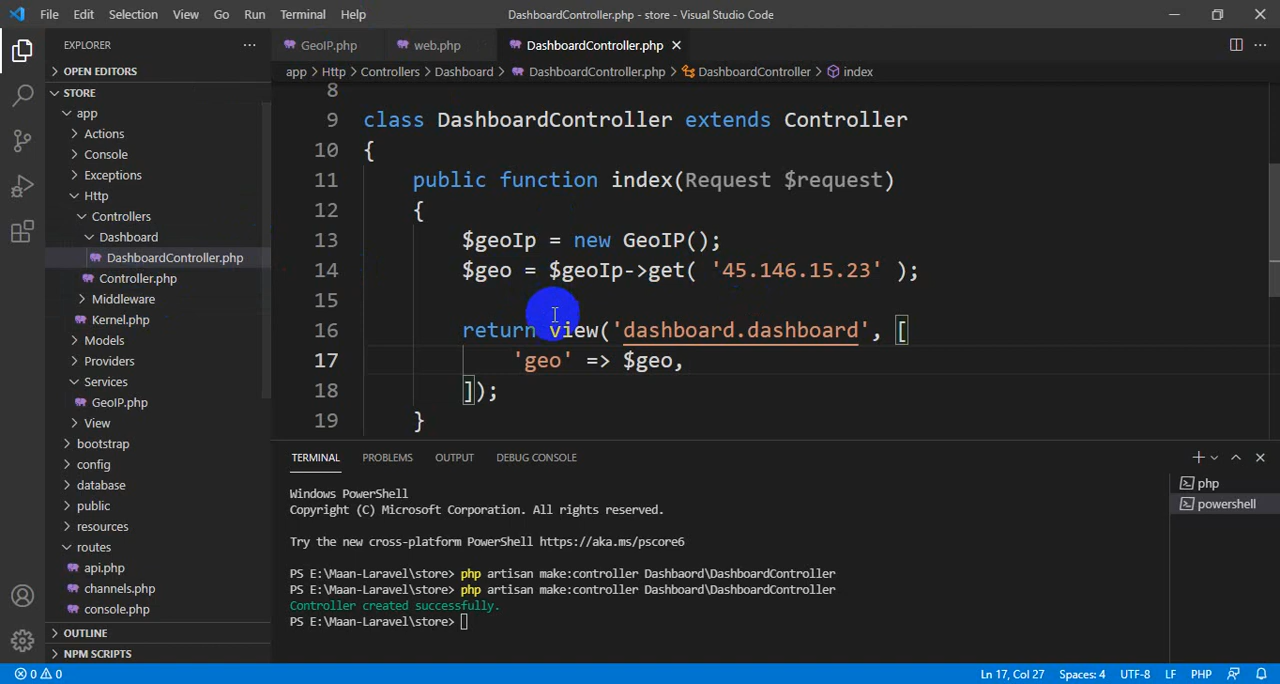 File Edit Selection View Go Run Terminal Help DashboardController.php - store - Visual Studio Code
EXPLORER
OPEN EDITORS
STORE
app
Actions
Console
Exceptions
Http
Controllers
Dashboard
DashboardController.php
Controller.php
Middleware
Kernel.php
Models
Providers
Services
GeoIP.php
View
bootstrap
config
database
public
resources
routes
api.php
channels.php
console.php
OUTLINE
NPM SCRIPTS
GeoIP.php web.php DashboardController.php
app > Http > Controllers > Dashboard > DashboardController.php > DashboardController > index
8
9 class DashboardController extends Controller
10 {
11 public function index(Request $request)
12 {
13 $geoIp = new GeoIP();
14 $geo = $geoIp->get( '45.146.15.23' );
15
16 return view('dashboard.dashboard', [
17 'geo' => $geo,
18 ]);
19 }
TERMINAL PROBLEMS OUTPUT DEBUG CONSOLE
Windows PowerShell
Copyright (C) Microsoft Corporation. All rights reserved.
Try the new cross-platform PowerShell https://aka.ms/pscore6
PS E:\Maan-Laravel\store> php artisan make:controller Dashbaord\DashboardController
PS E:\Maan-Laravel\store> php artisan make:controller Dashboard\DashboardController
Controller created successfully.
PS E:\Maan-Laravel\store>
php
powershell
0 0 Ln 17, Col 27 Spaces: 4 UTF-8 LF PHP